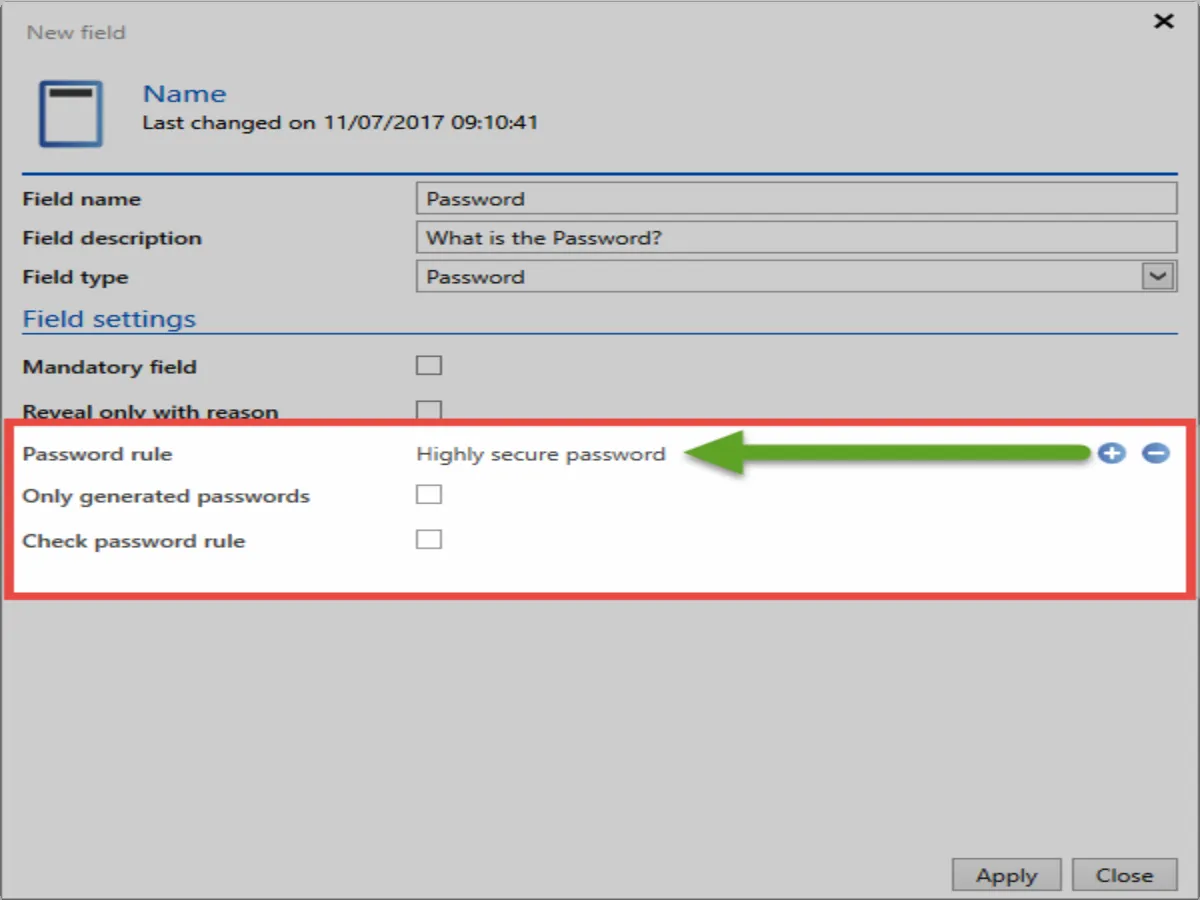 New field
Name
Last changed on 11/07/2017 09:10:41
Field name Password
Field description What is the Password?
Field type Password
Field settings
Mandatory field
Reveal only with reason
Password rule Highly secure password
Only generated passwords
Check password rule
Apply Close